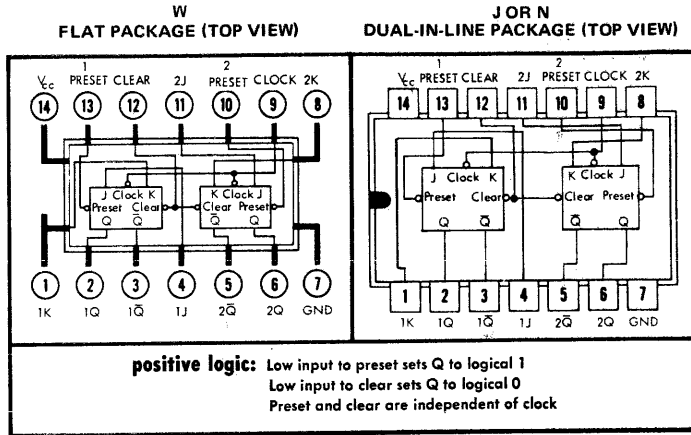 W
FLAT PACKAGE (TOP VIEW)
J OR N
DUAL-IN-LINE PACKAGE (TOP VIEW)
1 2
Vcc PRESET CLEAR 2J PRESET CLOCK 2K
14 13 12 11 10 9 8
J Clock K K Clock J
Preset Clear Clear Preset
Q Q̅ Q̅ Q
1 2 3 4 5 6 7
1K 1Q 1Q̅ 1J 2Q̅ 2Q GND
1 2
Vcc PRESET CLEAR 2J PRESET CLOCK 2K
14 13 12 11 10 9 8
J Clock K K Clock J
Preset Clear Clear Preset
Q Q̅ Q̅ Q
1 2 3 4 5 6 7
1K 1Q 1Q̅ 1J 2Q̅ 2Q GND
positive logic: Low input to preset sets Q to logical 1
Low input to clear sets Q to logical 0
Preset and clear are independent of clock